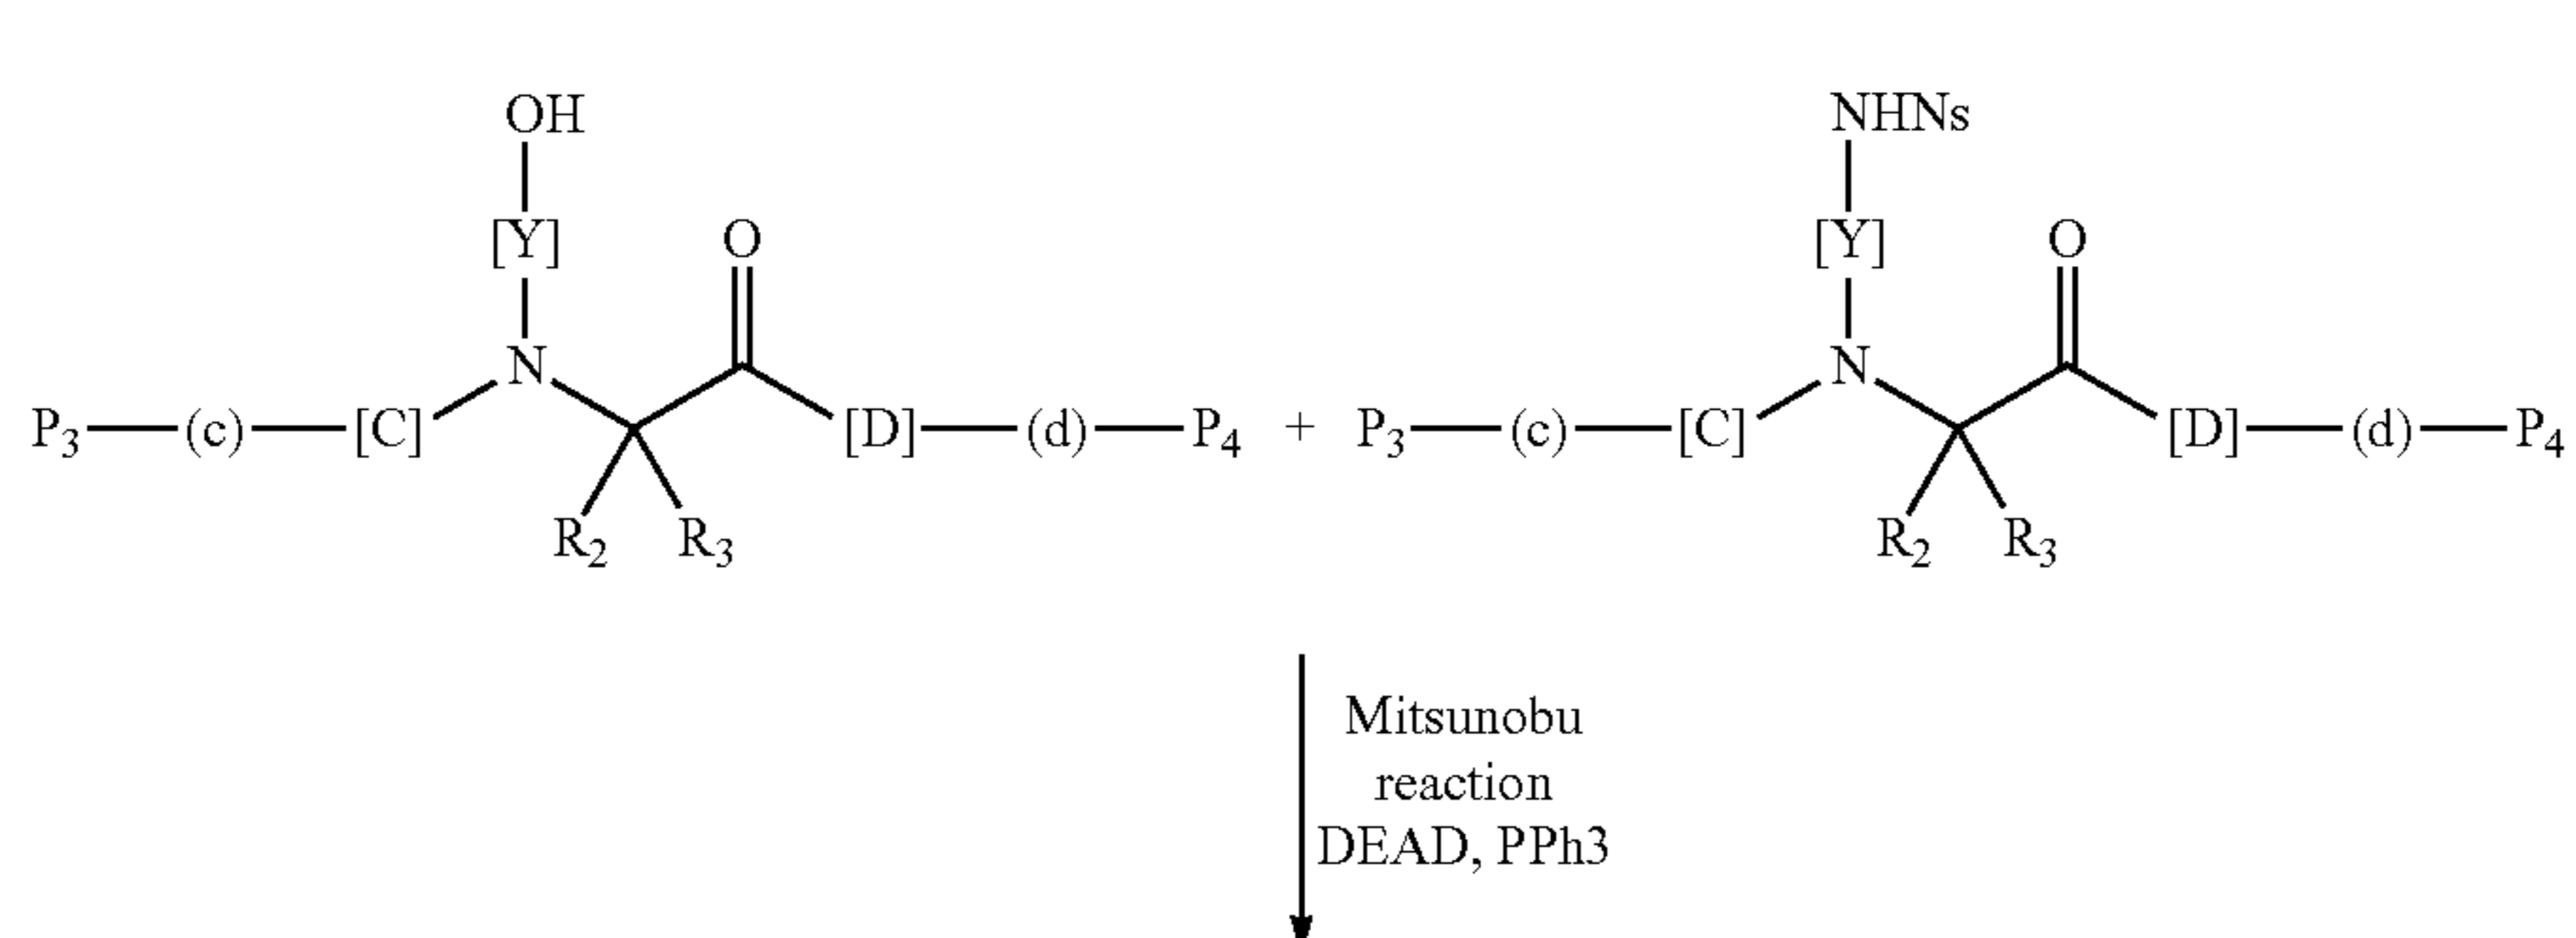 OH NHNs
[Y] O [Y] O
N N
P3 (c) [C] [D] (d) P4 + P3 (c) [C] [D] (d) P4
R2 R3 R2 R3
Mitsunobu
reaction
DEAD, PPh3